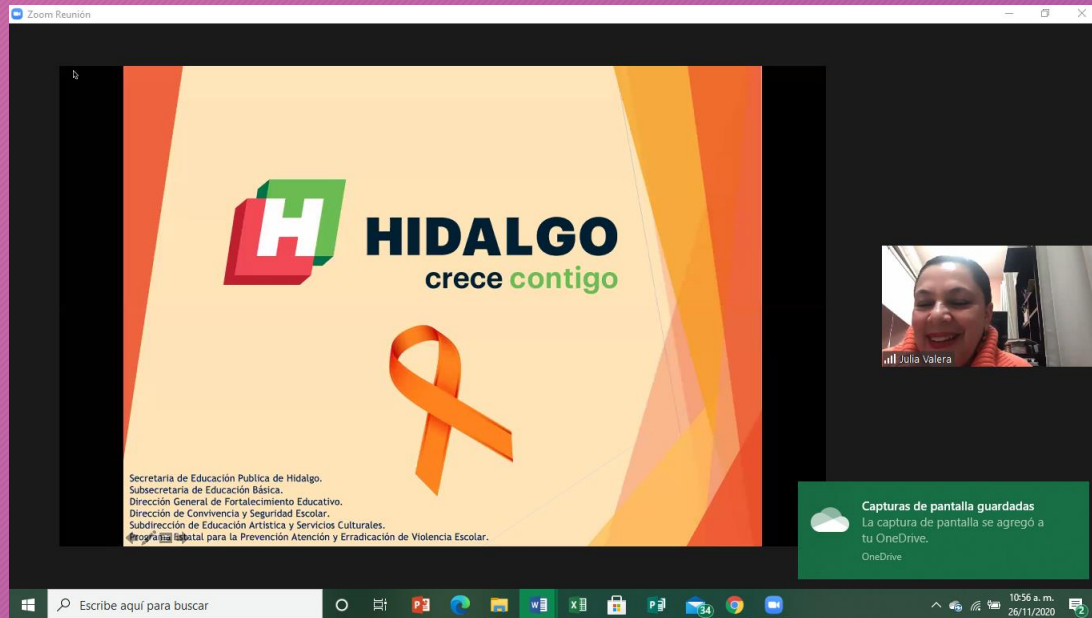 Zoom Reunión
H
HIDALGO
crece contigo
Secretaria de Educación Publica de Hidalgo.
Subsecretaria de Educación Básica.
Dirección General de Fortalecimiento Educativo.
Dirección de Convivencia y Seguridad Escolar.
Subdirección de Educación Artistica y Servicios Culturales.
Programa Estatal para la Prevención Atención y Erradicación de Violencia Escolar.
Julia Valera
Capturas de pantalla guardadas
La captura de pantalla se agregó a
tu OneDrive.
OneDrive
Escribe aquí para buscar
34
10:56 a. m.
26/11/2020
2